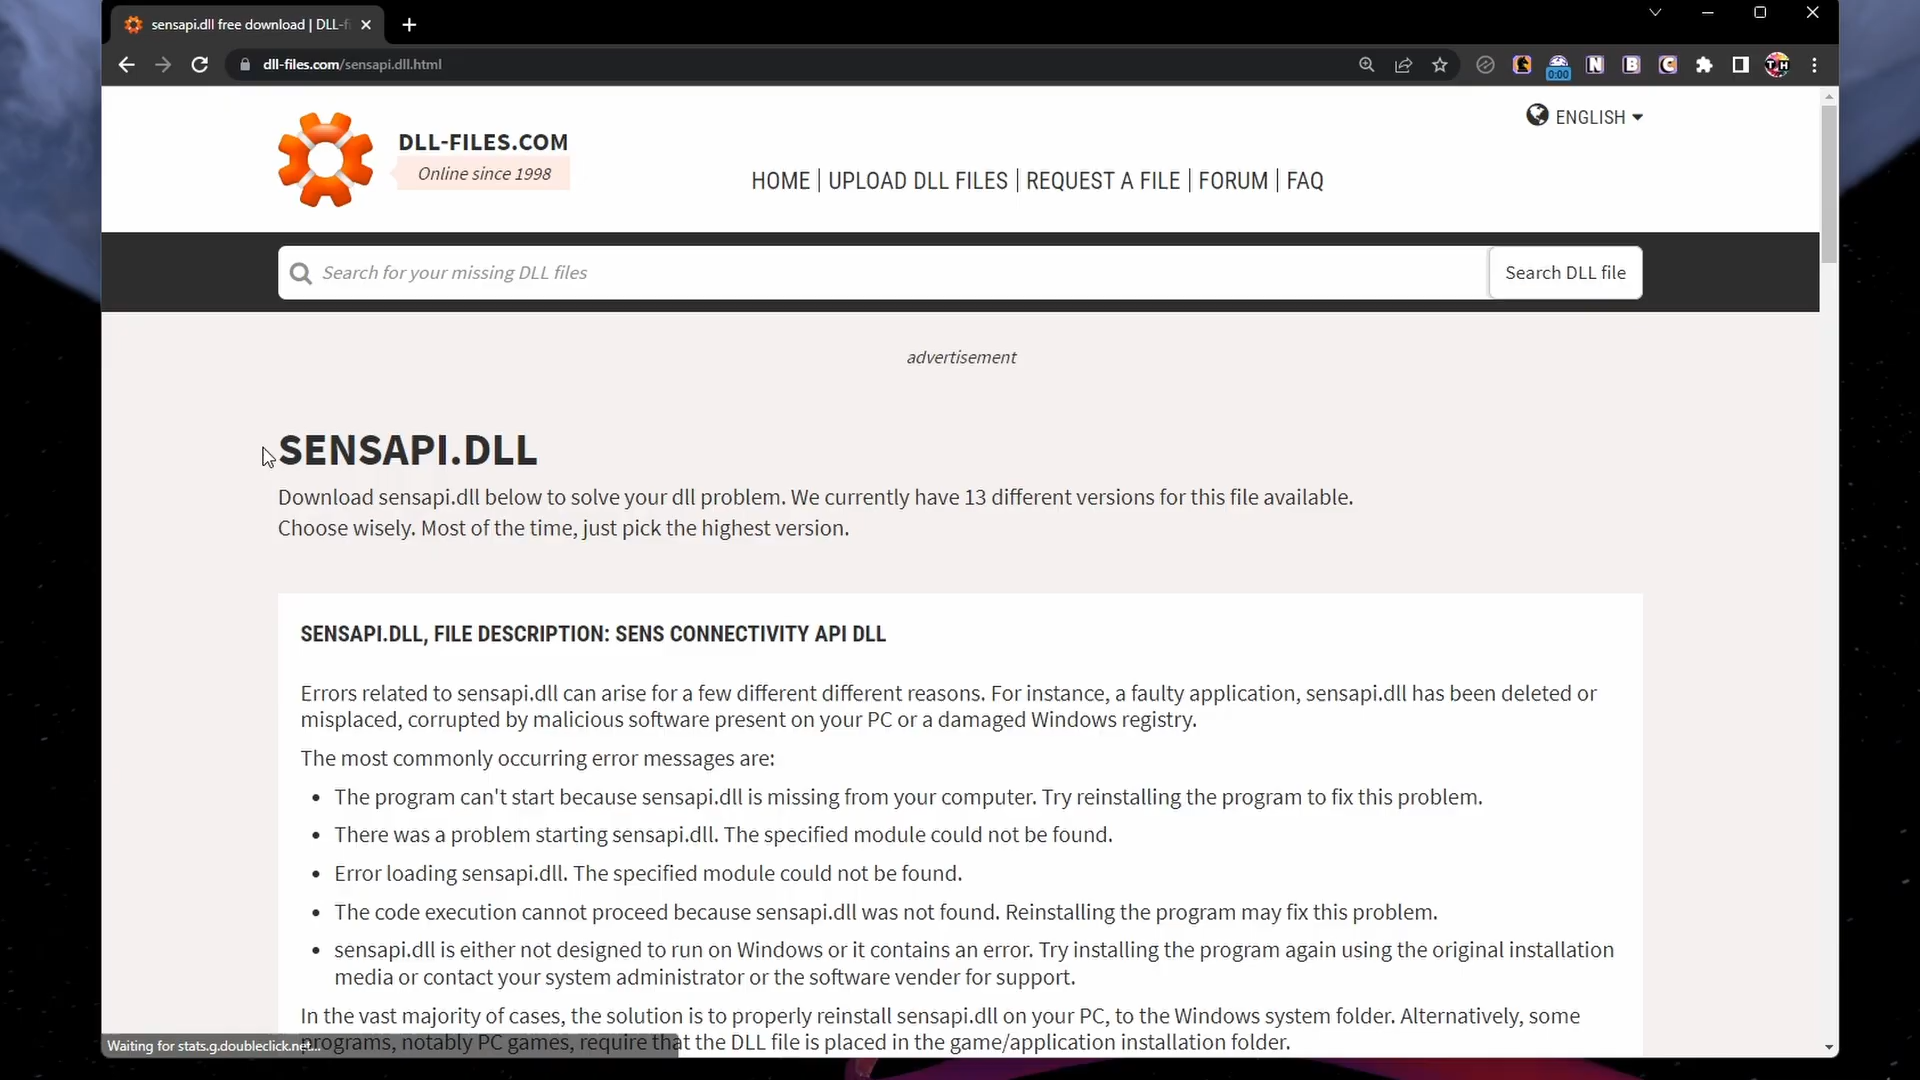 sensapi.dll free download | DLL-fi
dll-files.com/sensapi.dll.html
0:00
N
B
C
TH
ENGLISH
DLL-FILES.COM
Online since 1998
HOME | UPLOAD DLL FILES | REQUEST A FILE | FORUM | FAQ
Search for your missing DLL files
Search DLL file
advertisement
SENSAPI.DLL
Download sensapi.dll below to solve your dll problem. We currently have 13 different versions for this file available.
Choose wisely. Most of the time, just pick the highest version.
SENSAPI.DLL, FILE DESCRIPTION: SENS CONNECTIVITY API DLL
Errors related to sensapi.dll can arise for a few different different reasons. For instance, a faulty application, sensapi.dll has been deleted or
misplaced, corrupted by malicious software present on your PC or a damaged Windows registry.
The most commonly occurring error messages are:
• The program can't start because sensapi.dll is missing from your computer. Try reinstalling the program to fix this problem.
• There was a problem starting sensapi.dll. The specified module could not be found.
• Error loading sensapi.dll. The specified module could not be found.
• The code execution cannot proceed because sensapi.dll was not found. Reinstalling the program may fix this problem.
• sensapi.dll is either not designed to run on Windows or it contains an error. Try installing the program again using the original installation
media or contact your system administrator or the software vender for support.
In the vast majority of cases, the solution is to properly reinstall sensapi.dll on your PC, to the Windows system folder. Alternatively, some
programs, notably PC games, require that the DLL file is placed in the game/application installation folder.
Waiting for stats.g.doubleclick.net...